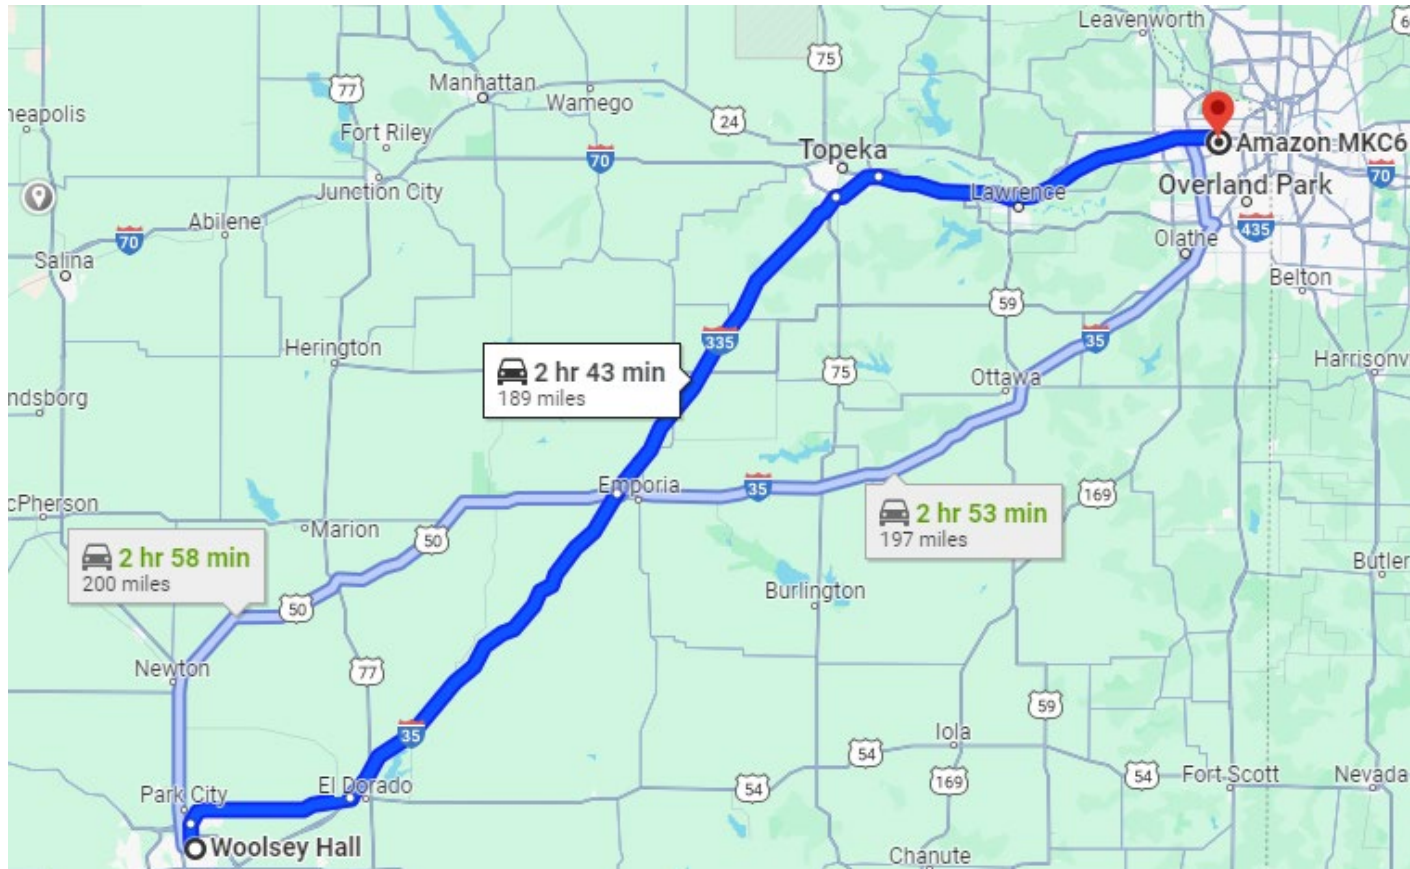 Leavenworth
6
75
77
Manhattan
Wamego
neapolis
24
Fort Riley
70
Topeka
Amazon MKC6
Junction City
Lawrence
Overland Park
70
Abilene
70
435
Olathe
Salina
Belton
59
335
Herington
2 hr 43 min
189 miles
35
Harrisonv
75
Ottawa
ndsborg
Emporia
35
169
cPherson
2 hr 53 min
197 miles
Marion
50
2 hr 58 min
200 miles
Butler
Burlington
50
Newton
77
59
35
Iola
54
169
54
54
Fort Scott
Nevada
El Dorado
Park City
Woolsey Hall
Chanute